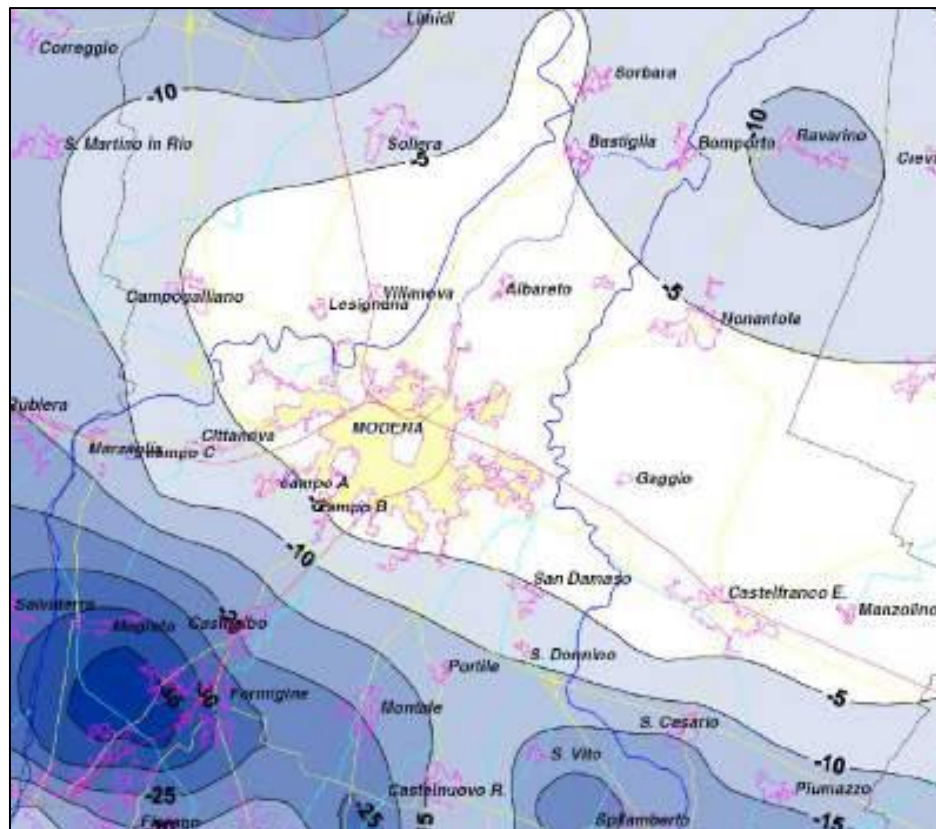 Limidi
Correggio
Sorbara
-10
-10
S. Martino in Rio
Soliera
Bastiglia
Bomporto
Ravarino
-5
Campogalliano
Lesignana
Villanova
Albareto
-5
Nonantola
Rubiera
MODENA
Cittanova
Marzaglia
campo C
campo A
Gaggio
campo B
-10
San Damaso
Castelfranco E.
Manzolino
Salvaterra
Magreta
Casinalbo
S. Donnino
Portile
Formigine
-5
Montale
S. Cesario
S. Vito
-10
-25
Castelnuovo R.
Piumazzo
-25
Spilamberto
-15